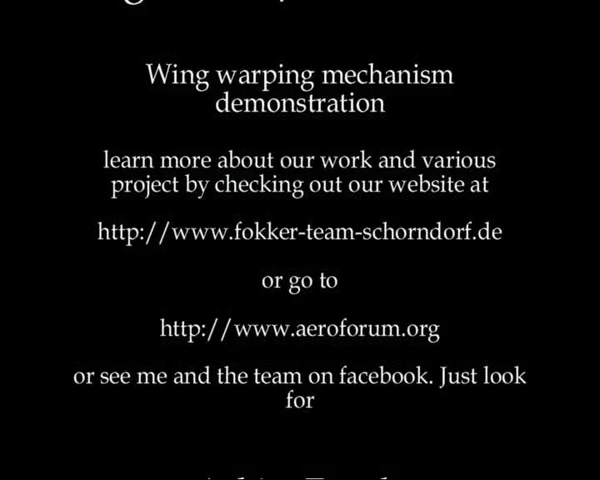 Wing warping mechanism
demonstration
learn more about our work and various
project by checking out our website at
http://www.fokker-team-schorndorf.de
or go to
http://www.aeroforum.org
or see me and the team on facebook. Just look
for